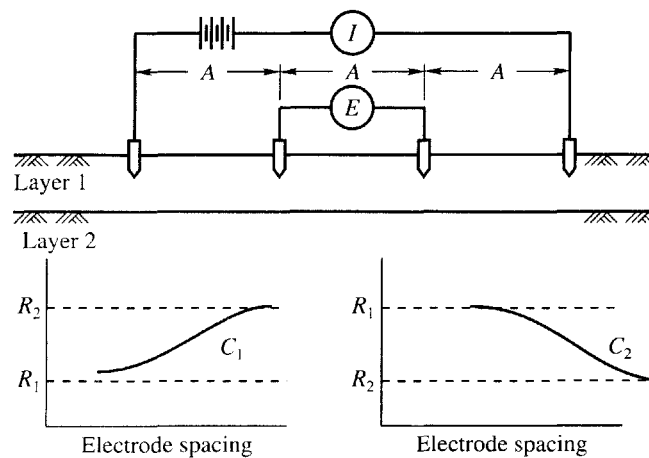 I
A A A
E
Layer 1
Layer 2
R2
C1
R1
Electrode spacing
R1
C2
R2
Electrode spacing